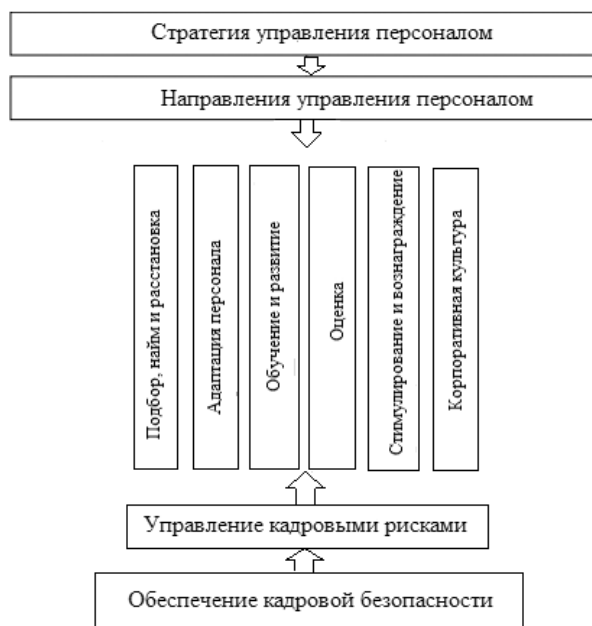 Стратегия управления персоналом
Направления управления персоналом
Подбор, найм и расстановка
Адаптация персонала
Обучение и развитие
Оценка
Стимулирование и вознаграждение
Корпоративная культура
Управление кадровыми рисками
Обеспечение кадровой безопасности